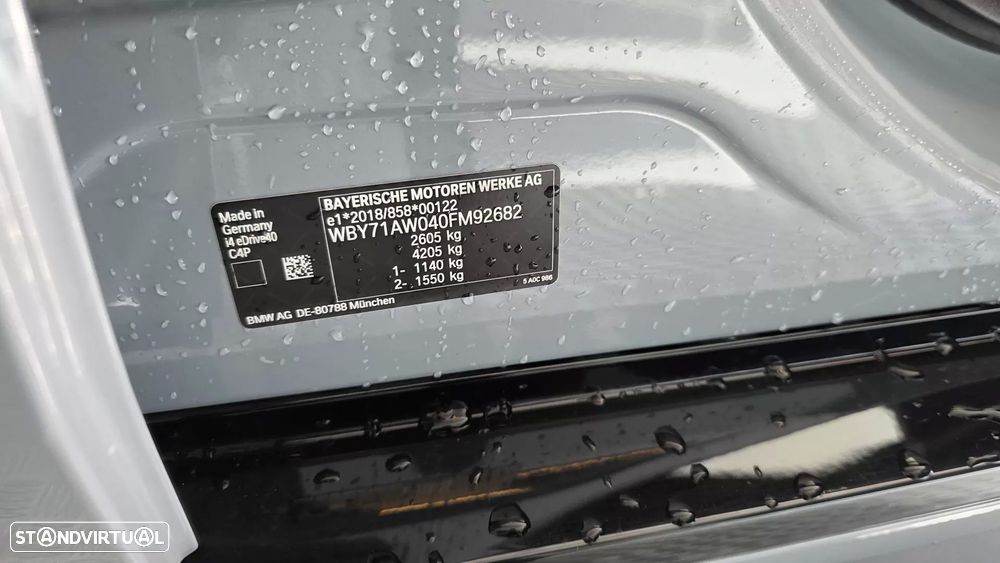 Made in
Germany
i4 eDrive40
C4P
BAYERISCHE MOTOREN WERKE AG
e1*2018/858*00122
WBY71AW040FM92682
2605 kg
4205 kg
1- 1140 kg
2- 1550 kg
5 A0C 986
BMW AG DE-80788 München
STANDVIRTUAL